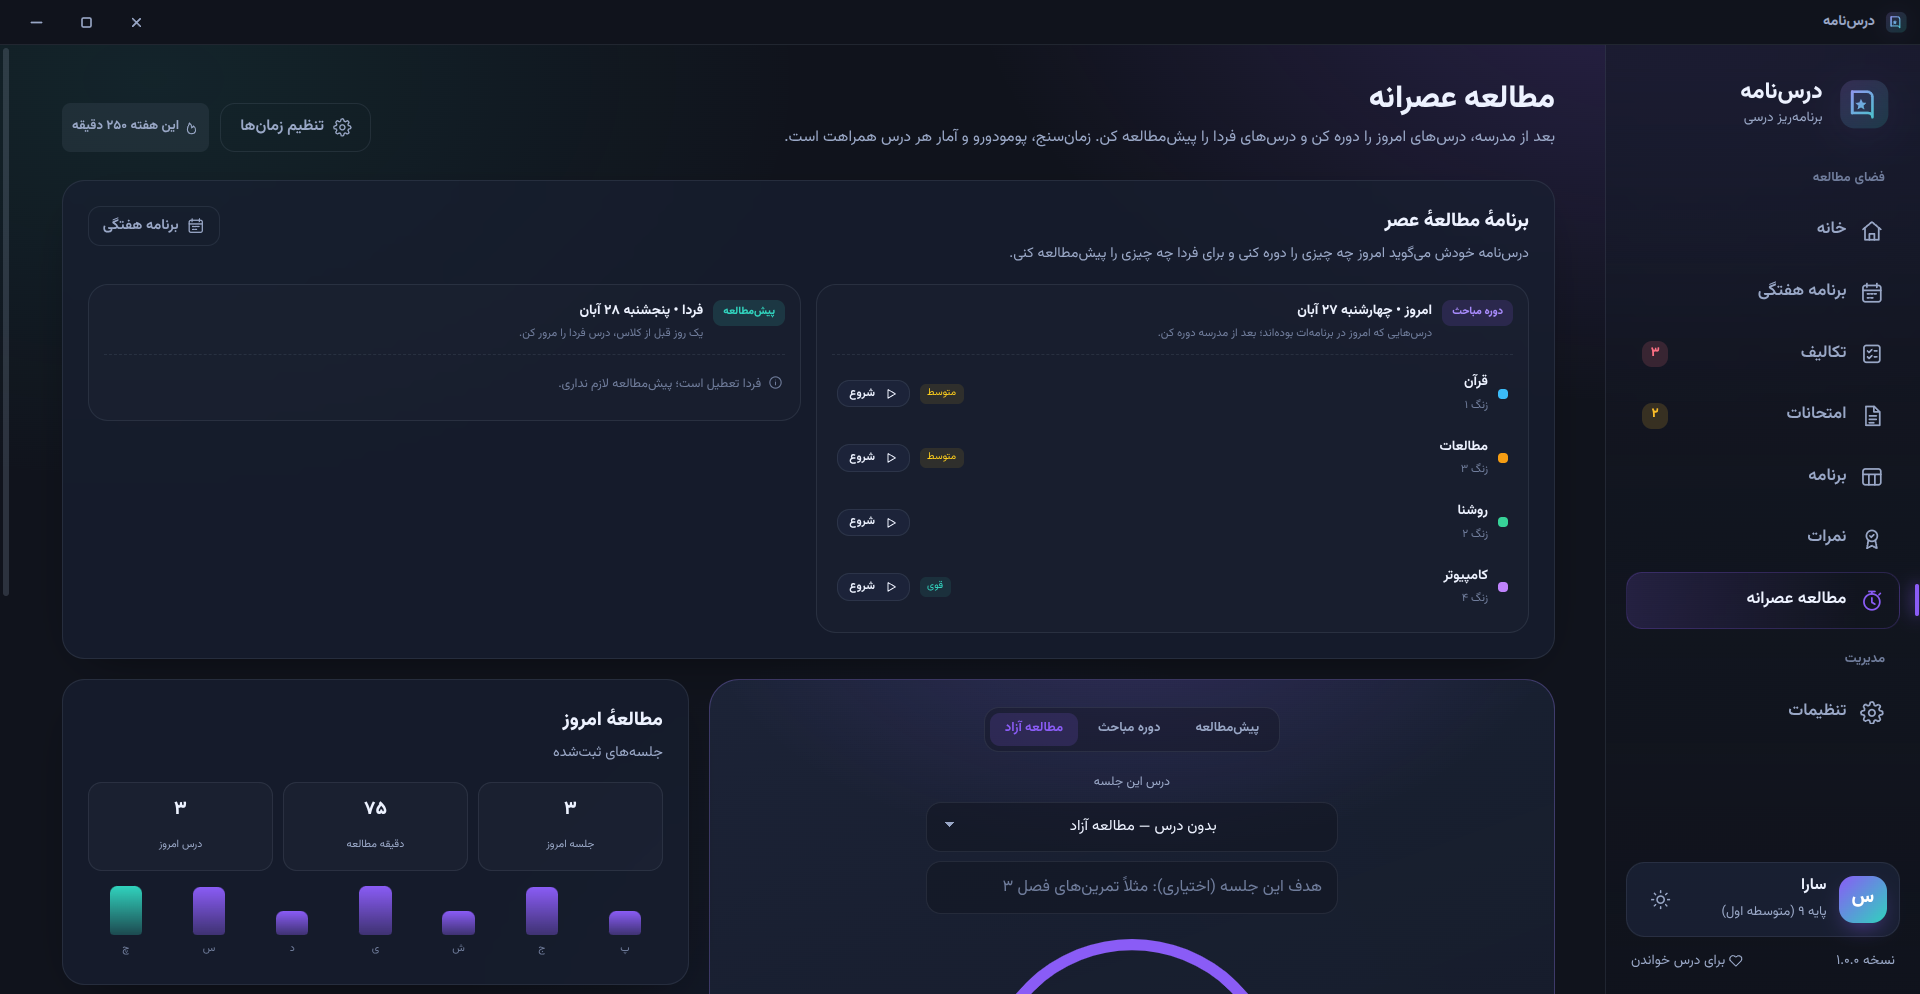 درس‌نامه
درس‌نامه
برنامه‌ریز درسی
فضای مطالعه
خانه
برنامه هفتگی
تکالیف
۳
امتحانات
۲
برنامه
نمرات
مطالعه عصرانه
مدیریت
تنظیمات
س
سارا
پایه ۹ (متوسطه اول)
نسخه ۱.۰.۰
برای درس خواندن
مطالعه عصرانه
بعد از مدرسه، درس‌های امروز را دوره کن و درس‌های فردا را پیش‌مطالعه کن. زمان‌سنج، پومودورو و آمار هر درس همراهت است.
تنظیم زمان‌ها
این هفته ۲۵۰ دقیقه
برنامهٔ مطالعهٔ عصر
درس‌نامه خودش می‌گوید امروز چه چیزی را دوره کنی و برای فردا چه چیزی را پیش‌مطالعه کنی.
برنامه هفتگی
دوره مباحث
امروز • چهارشنبه ۲۷ آبان
درس‌هایی که امروز در برنامه‌ات بوده‌اند؛ بعد از مدرسه دوره کن.
قرآن
زنگ ۱
متوسط
شروع
مطالعات
زنگ ۳
متوسط
شروع
روشنا
زنگ ۲
شروع
کامپیوتر
زنگ ۴
قوی
شروع
پیش‌مطالعه
فردا • پنجشنبه ۲۸ آبان
یک روز قبل از کلاس، درس فردا را مرور کن.
فردا تعطیل است؛ پیش‌مطالعه لازم نداری.
پیش‌مطالعه
دوره مباحث
مطالعه آزاد
درس این جلسه
بدون درس — مطالعه آزاد
هدف این جلسه (اختیاری): مثلاً تمرین‌های فصل ۳
مطالعهٔ امروز
جلسه‌های ثبت‌شده
۳
جلسه امروز
۷۵
دقیقه مطالعه
۳
درس امروز
پ
ج
ش
ی
د
س
چ